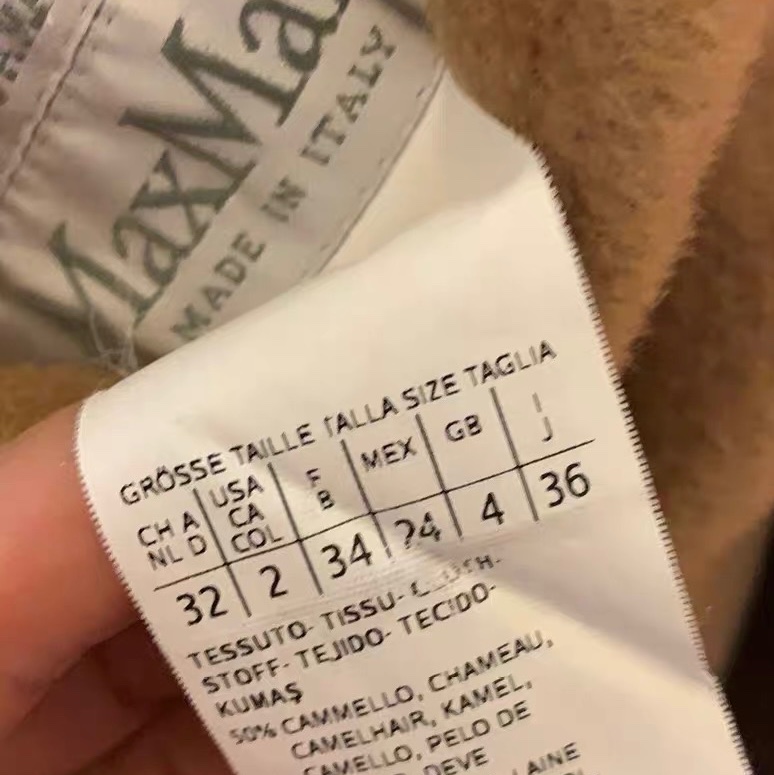 MaxMa
MADE IN ITALY
GRÖSSE TAILLE TALLA SIZE TAGLIA
CH A NL D | USA CA COL | F B | MEX | GB | I J
32 | 2 | 34 | 24 | 4 | 36
TESSUTO- TISSU-
STOFF- TEJIDO- TECIDO-
KUMAŞ
50% CAMMELLO, CHAMEAU,
CAMELHAIR, KAMEL,
CAMELLO, PELO DE
DEVE
LAINE